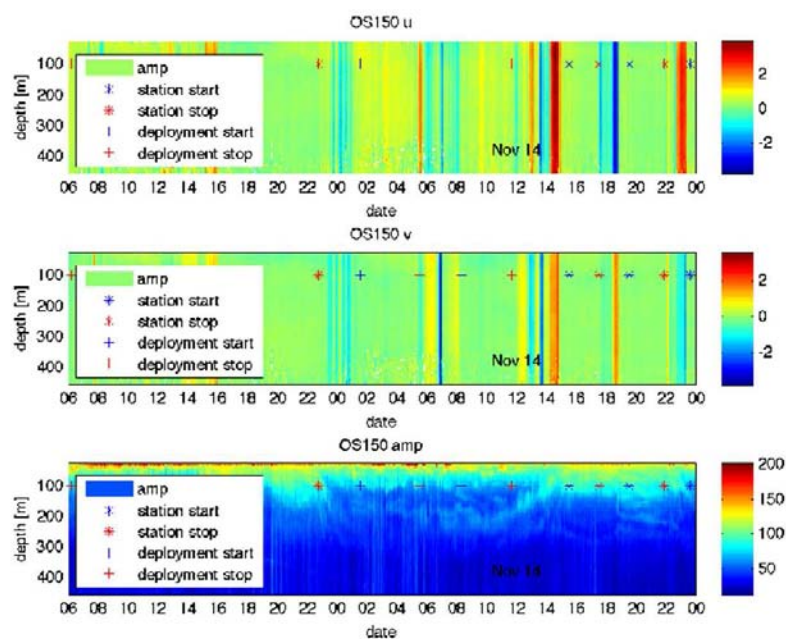 OS150 u
depth [m]
100
200
300
400
amp
station start
station stop
deployment start
deployment stop
Nov 14
06 08 10 12 14 16 18 20 22 00 02 04 06 08 10 12 14 16 18 20 22 00
date
2
0
-2
OS150 v
depth [m]
100
200
300
400
amp
station start
station stop
deployment start
deployment stop
Nov 14
06 08 10 12 14 16 18 20 22 00 02 04 06 08 10 12 14 16 18 20 22 00
date
2
0
-2
OS150 amp
depth [m]
100
200
300
400
amp
station start
station stop
deployment start
deployment stop
Nov 14
06 08 10 12 14 16 18 20 22 00 02 04 06 08 10 12 14 16 18 20 22 00
date
200
150
100
50